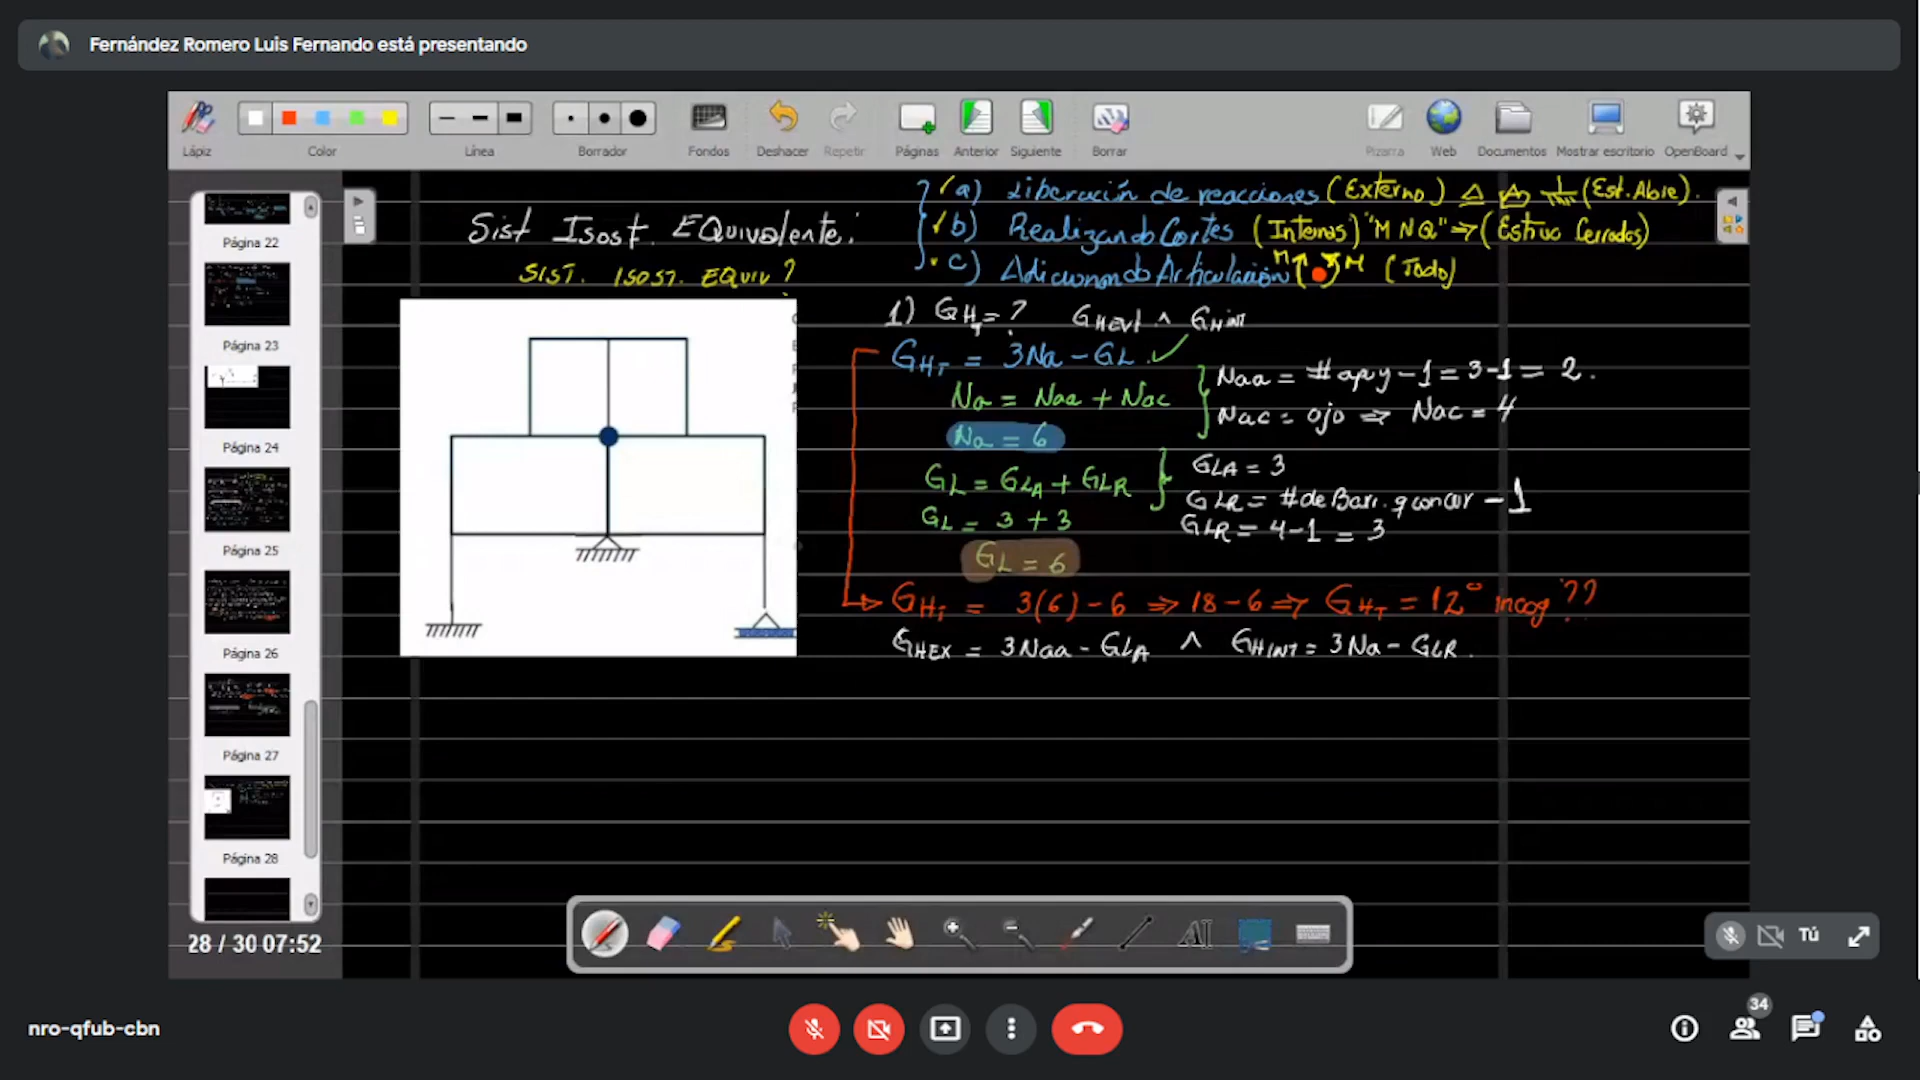 Fernández Romero Luis Fernando está presentando
Lápiz
Color
Línea
Borrador
Fondos
Deshacer
Repetir
Páginas
Anterior
Siguiente
Borrar
Pizarra
Web
Documentos
Mostrar escritorio
OpenBoard
Página 22
Página 23
Página 24
Página 25
Página 26
Página 27
Página 28
28 / 30 07:52
Sist Isost. EQuivalente:
SIST. ISOST. EQUIV ?
a) Liberación de reacciones (Externo) (Est. Abie).
b) Realizando Cortes (Internas) "M N Q" ⇒ (Estruc Cerradas)
c) Adicionando Articulación M M (Todo)
1) GHT = ? GHExt ∧ GHint
GHT = 3Na - GL. ✓
Na = Naa + Nac
Naa = # apoy - 1 = 3-1 = 2.
Nac = ojo ⇒ Nac = 4
Na = 6
GL = GLA + GLR
GLA = 3
GLR = # de Barr. q concur - 1
GL = 3 + 3
GLR = 4-1 = 3
GL = 6
GHT = 3(6) - 6 ⇒ 18 - 6 ⇒ GHT = 12° incog ??
GHEX = 3Naa - GLA ∧ GHINT = 3Na - GLR.
Tú
nro-qfub-cbn
34